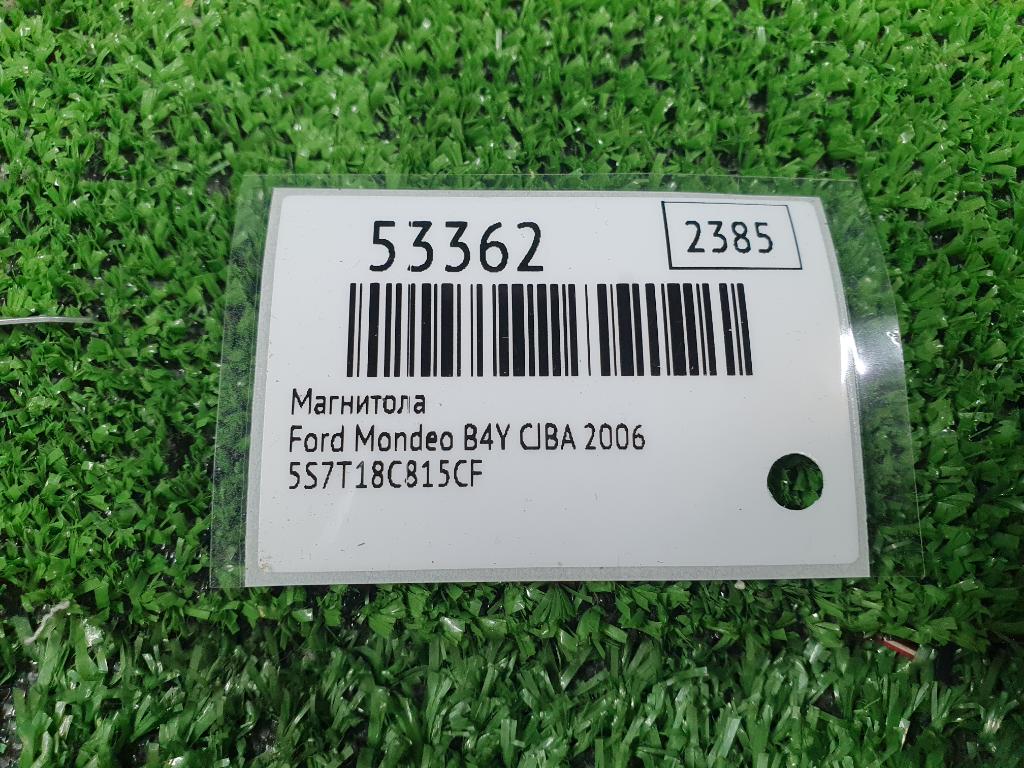 53362
2385
Магнитола
Ford Mondeo B4Y CJBA 2006
5S7T18C815CF